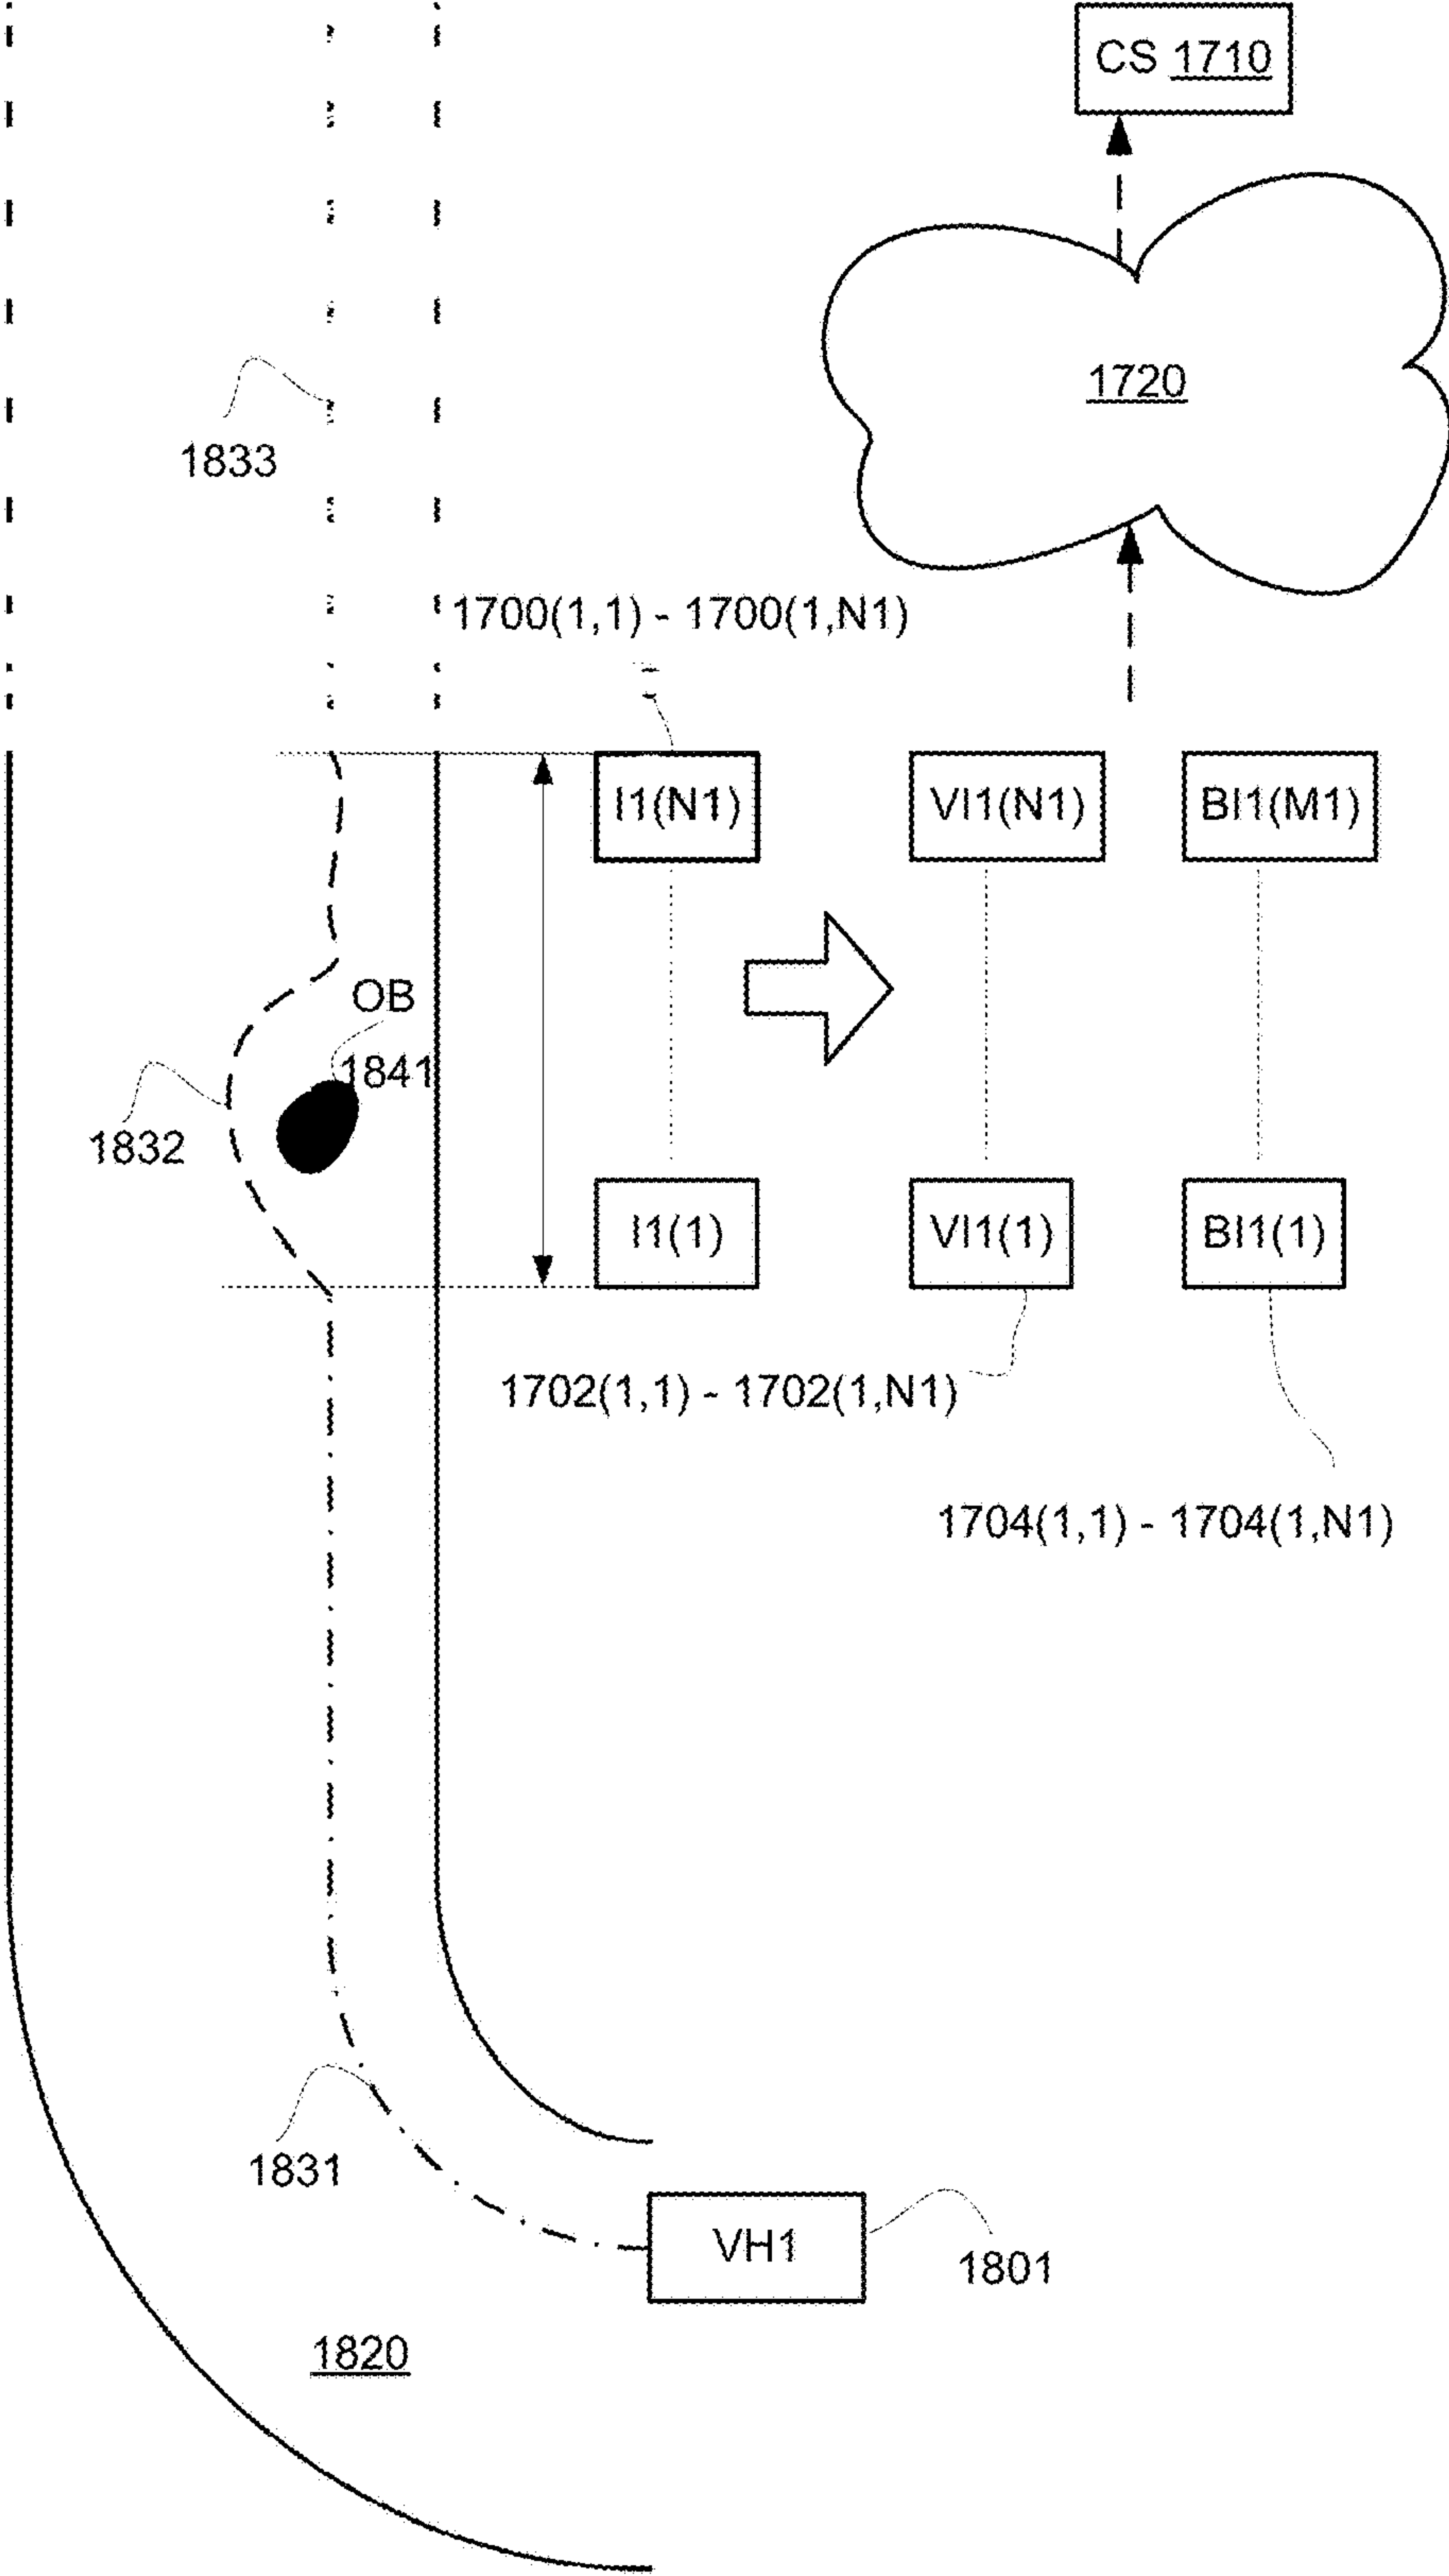 CS 1710
1720
1833
1700(1,1) - 1700(1,N1)
I1(N1)
VI1(N1)
BI1(M1)
OB
1841
1832
I1(1)
VI1(1)
BI1(1)
1702(1,1) - 1702(1,N1)
1704(1,1) - 1704(1,N1)
1831
VH1
1801
1820